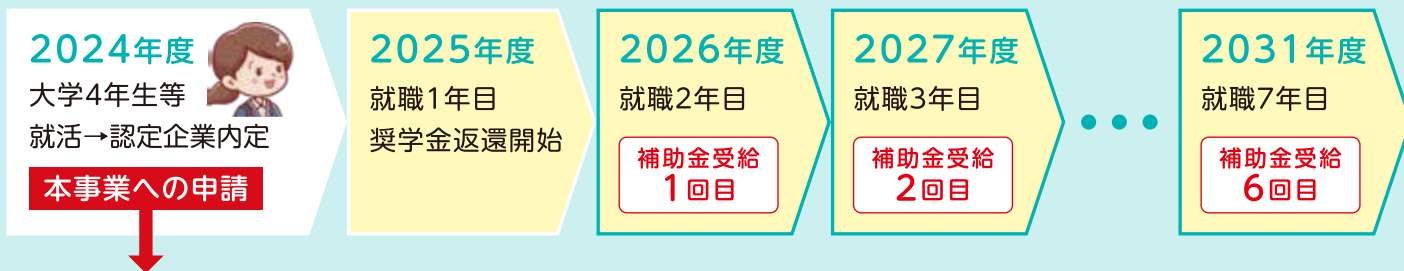 2024年度
大学4年生等
就活→認定企業内定
本事業への申請
2025年度
就職1年目
奨学金返還開始
2026年度
就職2年目
補助金受給
1回目
2027年度
就職3年目
補助金受給
2回目
2031年度
就職7年目
補助金受給
6回目